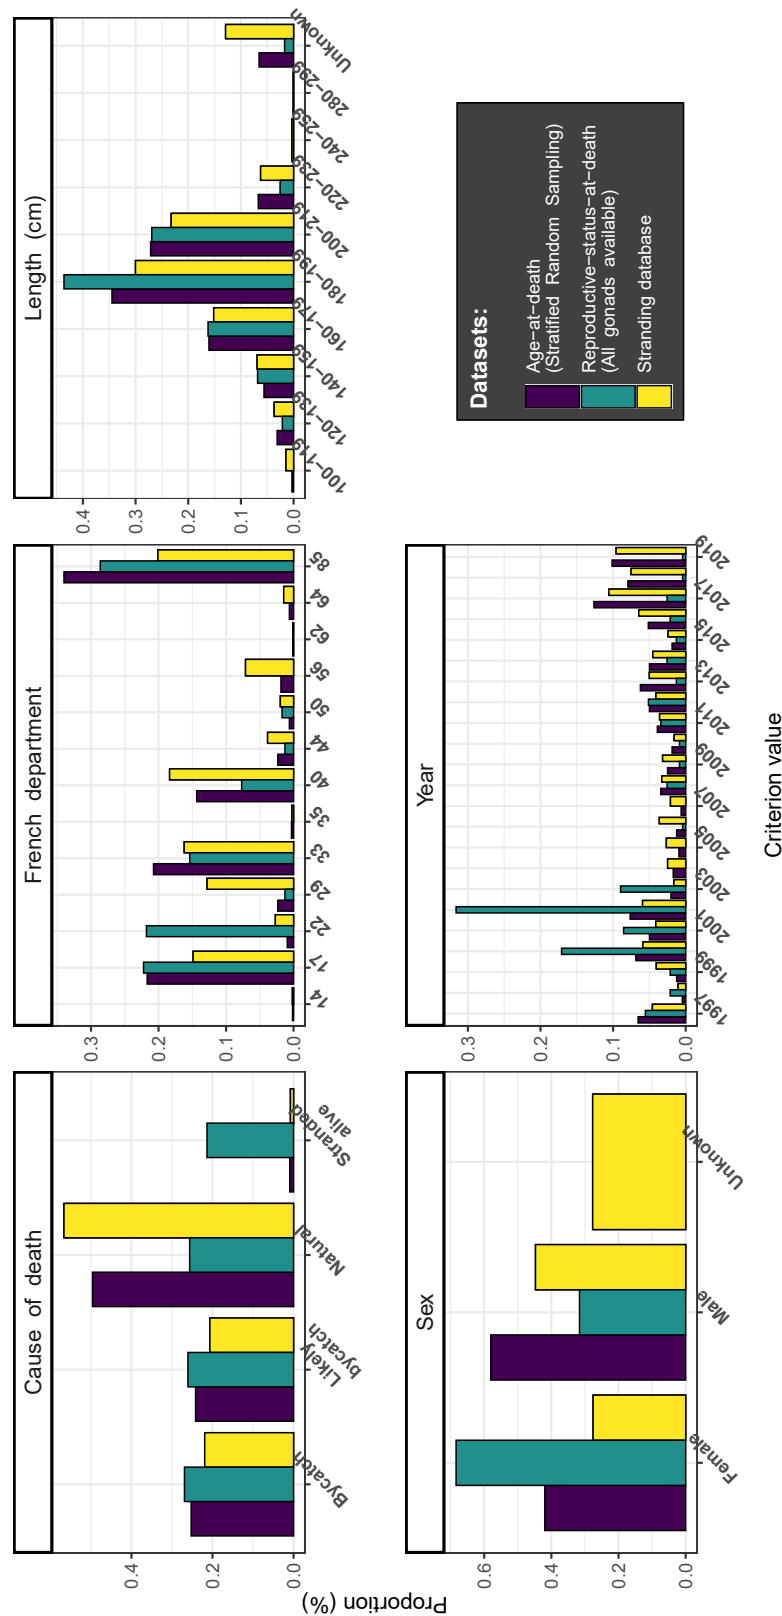 Cause of death
0.4
0.2
0.0
Bycatch
Likely
bycatch
Natural
Stranded
alive
French department
0.3
0.2
0.1
0.0
14
17
22
29
33
35
40
44
50
56
62
64
85
Length (cm)
0.4
0.3
0.2
0.1
0.0
100−119
120−139
140−159
160−179
180−199
200−219
220−239
240−259
280−299
Unknown
Sex
0.6
0.4
0.2
0.0
Female
Male
Unknown
Year
0.3
0.2
0.1
0.0
1997
1999
2001
2003
2005
2007
2009
2011
2013
2015
2017
2019
Datasets:
Age−at−death
(Stratified Random Sampling)
Reproductive−status−at−death
(All gonads available)
Stranding database
Proportion (%)
Criterion value